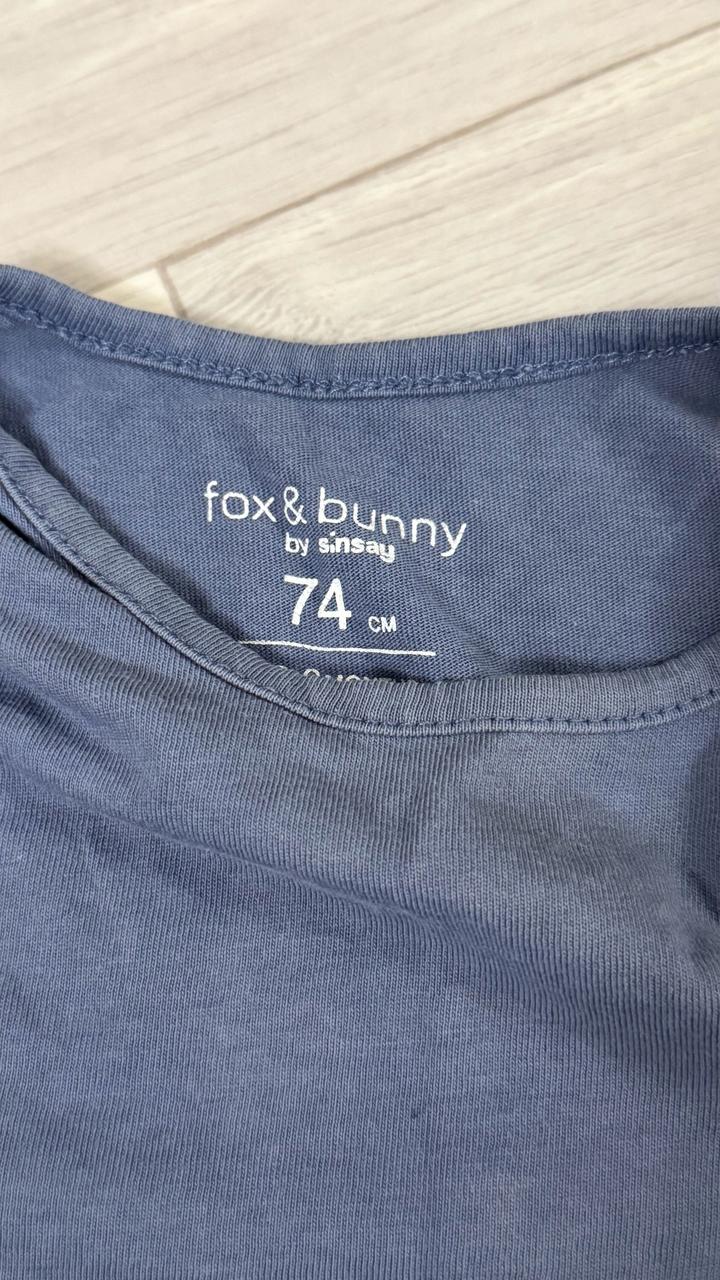 fox & bunny
by sinsay
74 CM